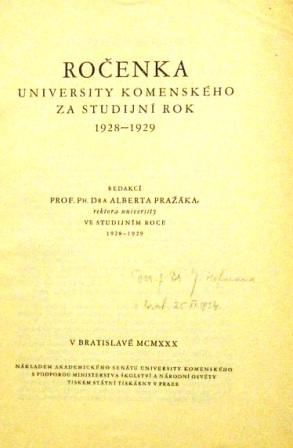 ROČENKA
UNIVERSITY KOMENSKÉHO
ZA STUDIJNÍ ROK
1928—1929
REDAKCÍ
PROF. PH. DRA ALBERTA PRAŽÁKA,
rektora university
VE STUDIJNÍM ROCE
1928-1929
V BRATISLAVĚ MCMXXX
NÁKLADEM AKADEMICKÉHO SENÁTU UNIVERSITY KOMENSKÉHO
S PODPOROU MINISTERSTVA ŠKOLSTVÍ A NÁRODNÍ OSVĚTY
TISKEM STÁTNÍ TISKÁRNY V PRAZE